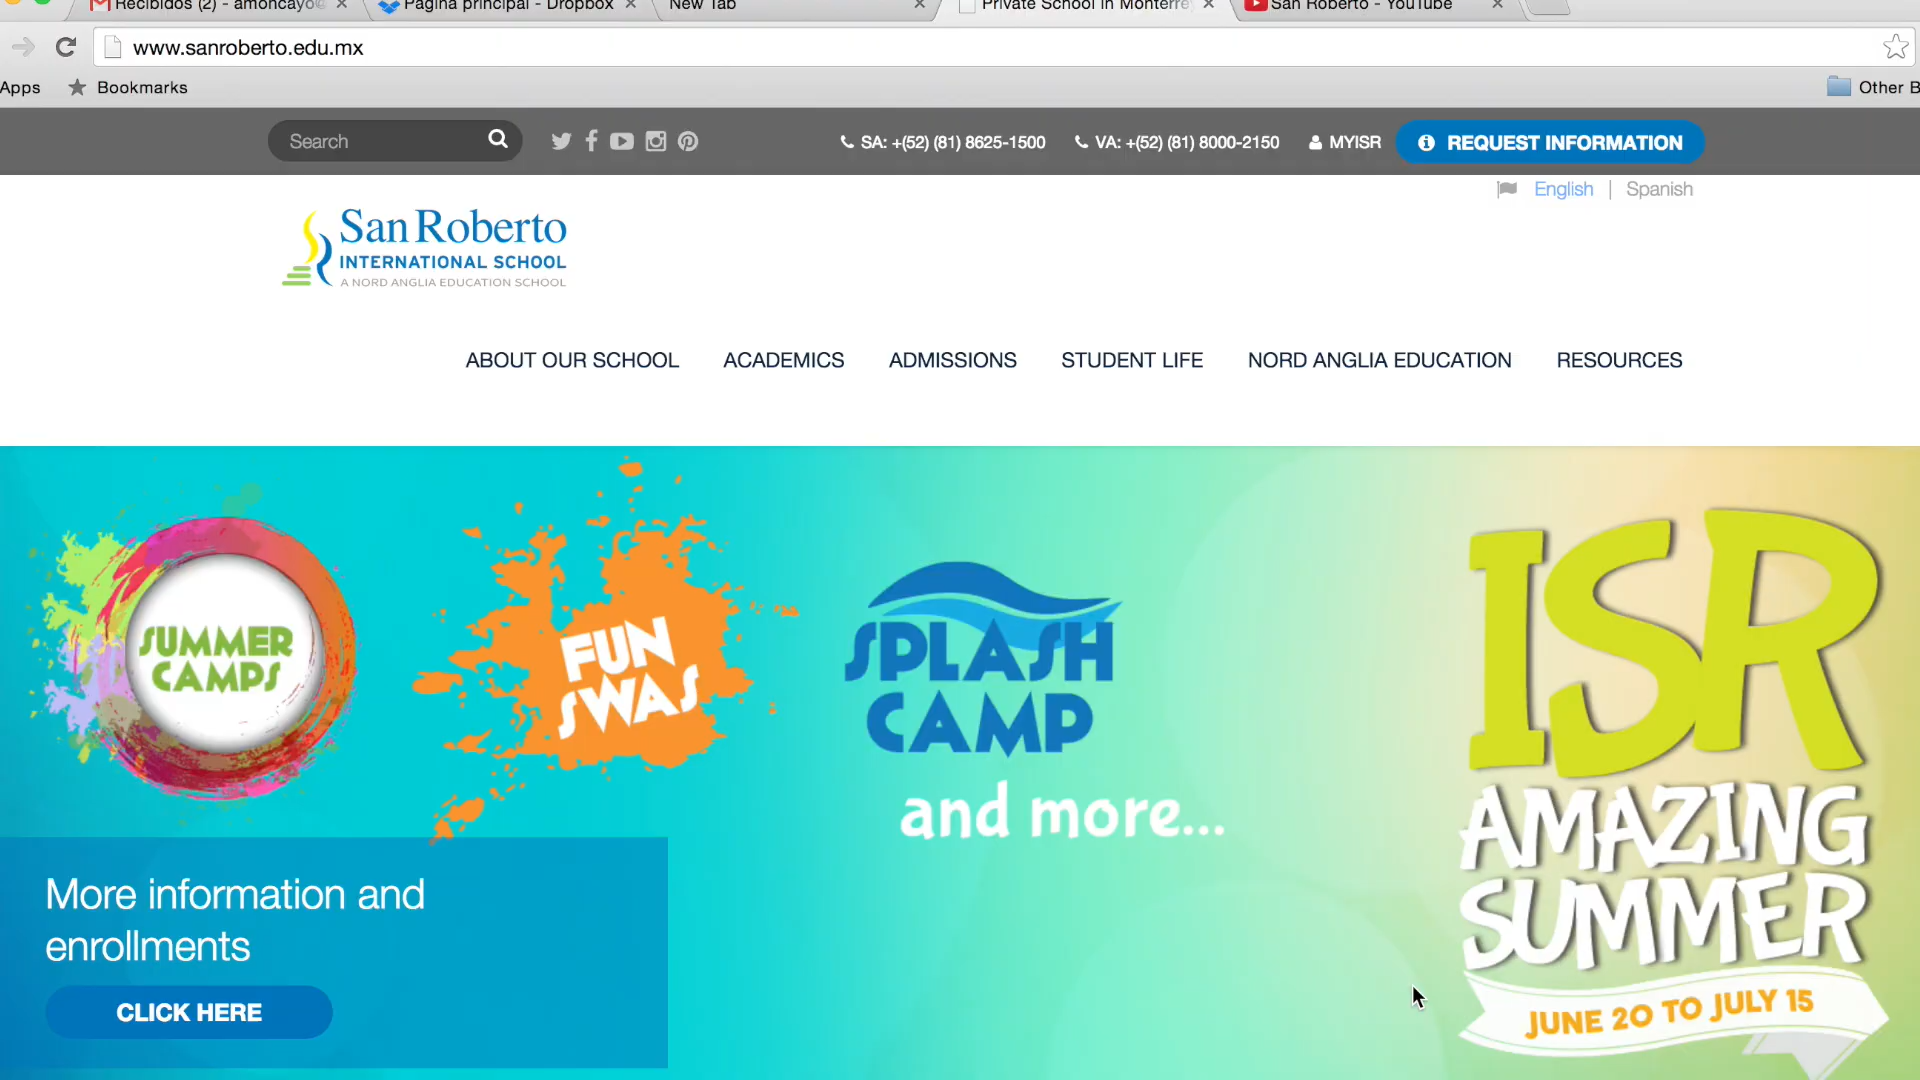 Recibidos (2) - amoncayo@
Página principal - Dropbox
New Tab
Private School in Monterrey
San Roberto - YouTube
www.sanroberto.edu.mx
Apps
Bookmarks
Other B
Search
SA: +(52) (81) 8625-1500
VA: +(52) (81) 8000-2150
MYISR
REQUEST INFORMATION
English | Spanish
San Roberto
INTERNATIONAL SCHOOL
A NORD ANGLIA EDUCATION SCHOOL
ABOUT OUR SCHOOL
ACADEMICS
ADMISSIONS
STUDENT LIFE
NORD ANGLIA EDUCATION
RESOURCES
SUMMER
CAMPS
FUN
SWAS
SPLASH
CAMP
and more...
ISR
AMAZING
SUMMER
JUNE 20 TO JULY 15
More information and
enrollments
CLICK HERE